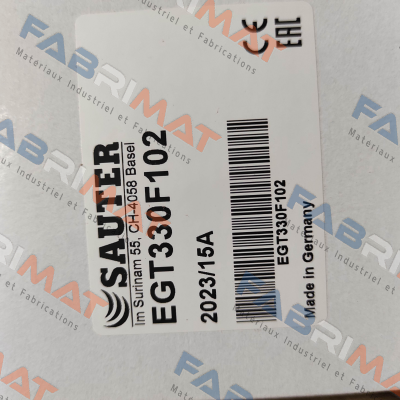 SAUTER
Im Surinam 55, CH-4058 Basel
EGT330F102
2023/15A
EGT330F102
Made In Germany
CE
EAC
FABRIMAT
Materiaux Industriel et Fabrications